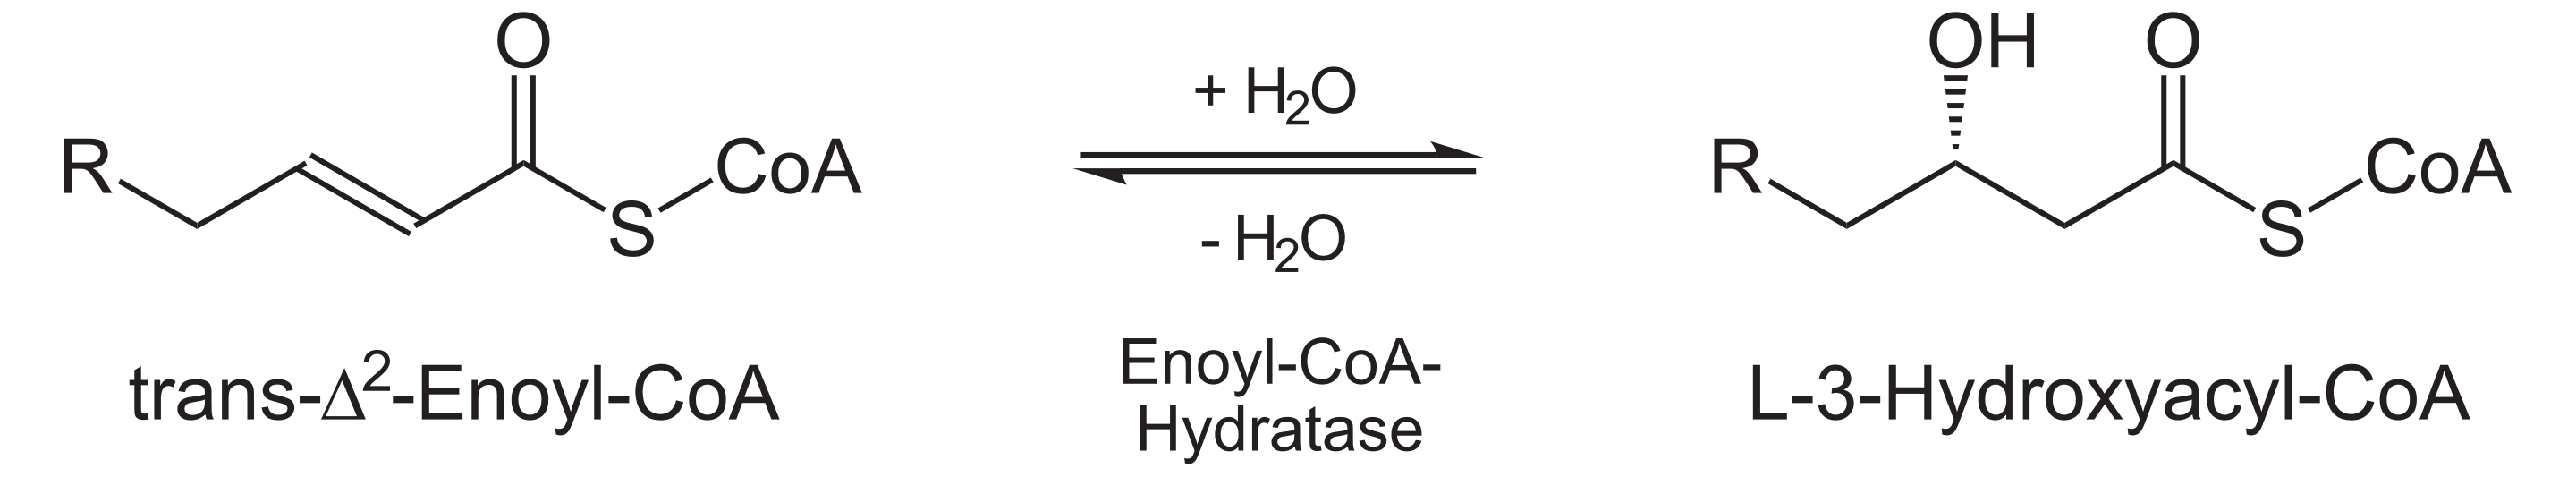 O OH O
R CoA + H₂O R CoA
S - H₂O S
trans-Δ²-Enoyl-CoA Enoyl-CoA- L-3-Hydroxyacyl-CoA
Hydratase